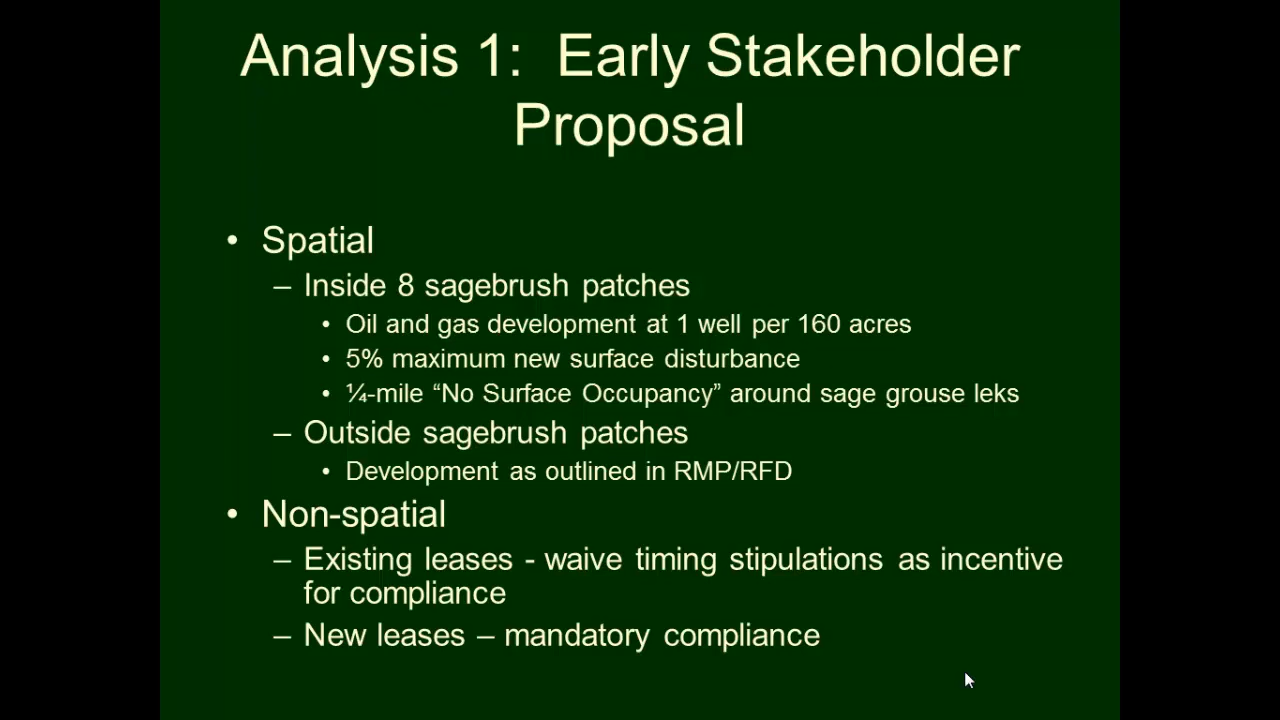 Analysis 1: Early Stakeholder
Proposal
• Spatial
– Inside 8 sagebrush patches
• Oil and gas development at 1 well per 160 acres
• 5% maximum new surface disturbance
• ¼-mile “No Surface Occupancy” around sage grouse leks
– Outside sagebrush patches
• Development as outlined in RMP/RFD
• Non-spatial
– Existing leases - waive timing stipulations as incentive
for compliance
– New leases – mandatory compliance